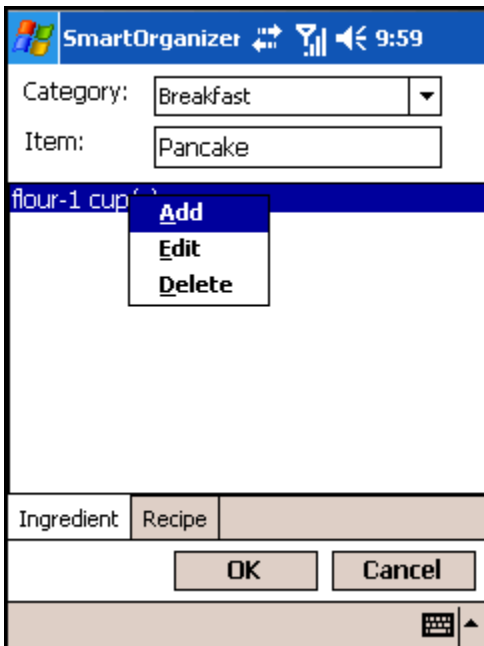 SmartOrganizer 9:59
Category: Breakfast
Item: Pancake
flour-1 cup
Add
Edit
Delete
Ingredient Recipe
OK Cancel